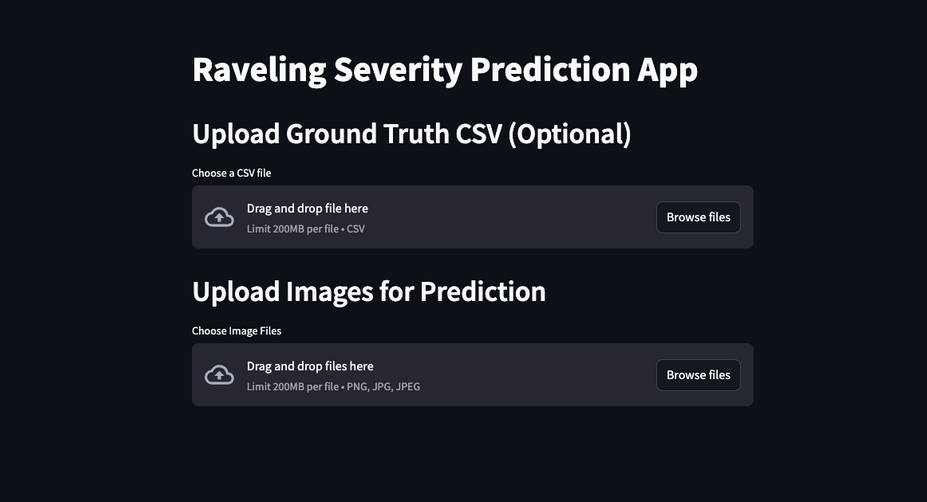 Raveling Severity Prediction App
Upload Ground Truth CSV (Optional)
Choose a CSV file
Drag and drop file here
Limit 200MB per file • CSV
Browse files
Upload Images for Prediction
Choose Image Files
Drag and drop files here
Limit 200MB per file • PNG, JPG, JPEG
Browse files